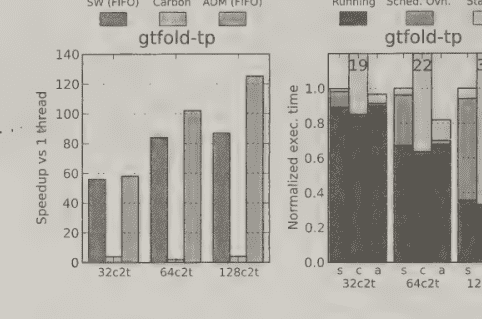 SW (FIFO) Carbon ADM (FIFO)
gtfold-tp
Speedup vs 1 thread
140
120
100
80
60
40
20
0
32c2t 64c2t 128c2t
Running Sched. Ovh.
gtfold-tp
Normalized exec. time
19 22
1.0
0.8
0.6
0.4
0.2
0.0
s c a s c a s
32c2t 64c2t